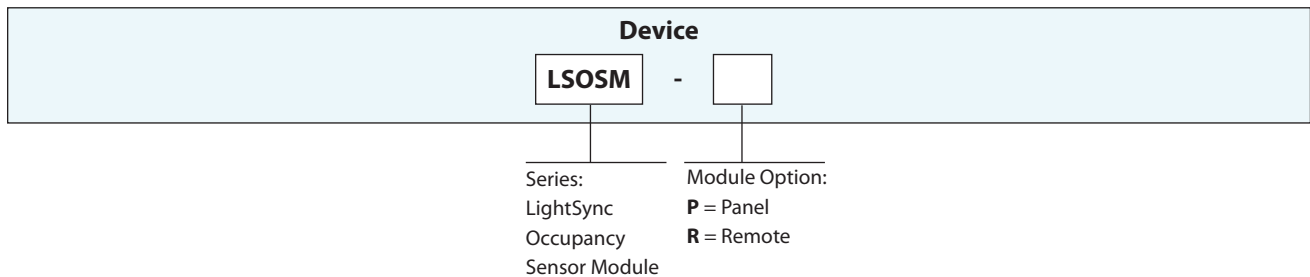 Device
LSOSM -
Series:
LightSync
Occupancy
Sensor Module
Module Option:
P = Panel
R = Remote